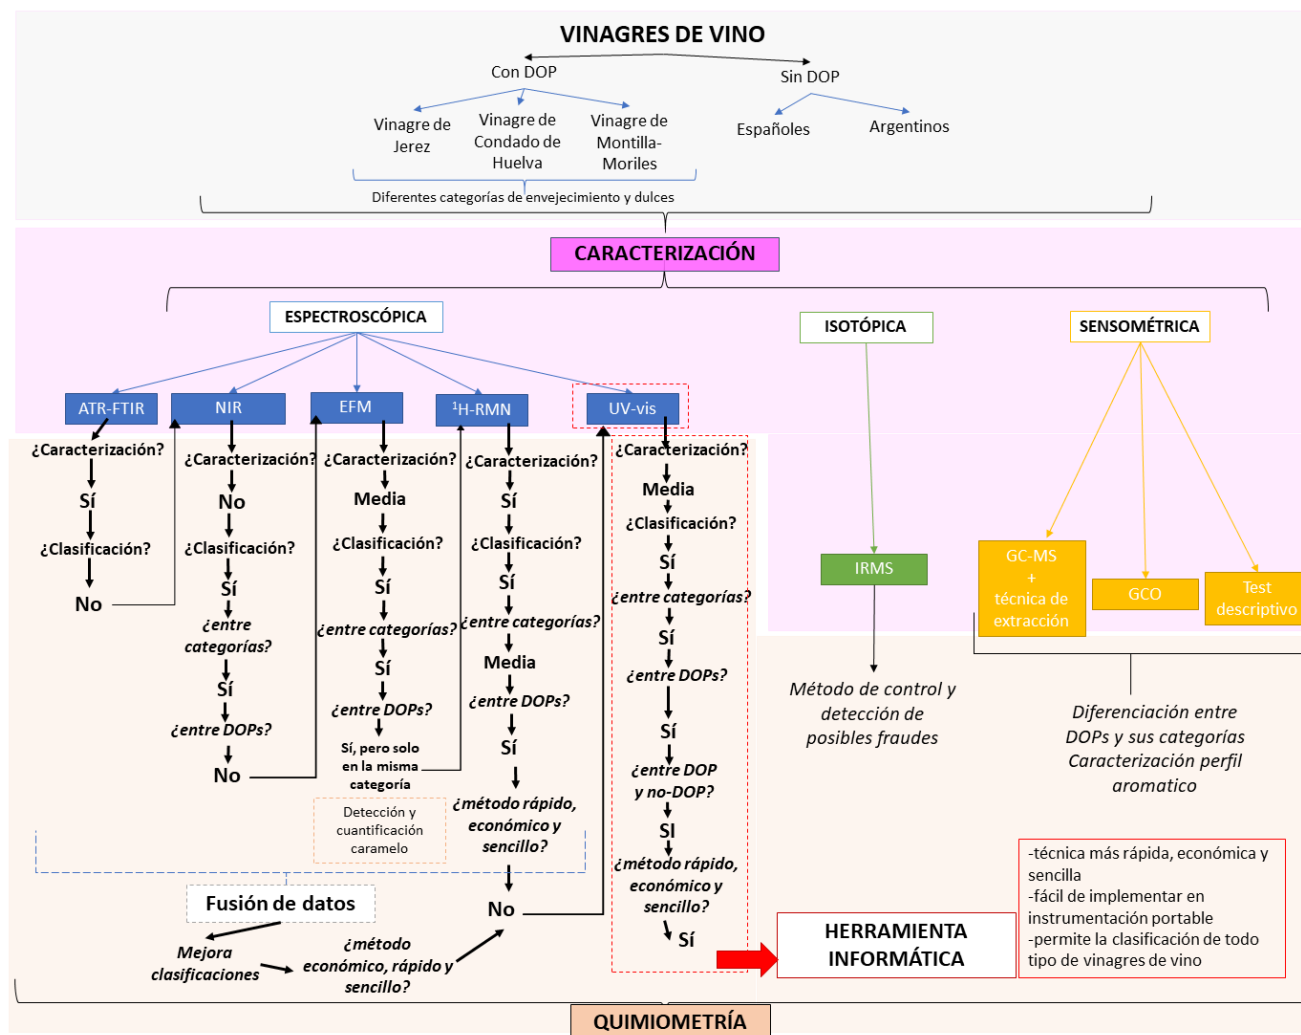 VINAGRES DE VINO
Con DOP
Sin DOP
Vinagre de
Jerez
Vinagre de
Condado de
Huelva
Vinagre de
Montilla-
Moriles
Españoles
Argentinos
Diferentes categorías de envejecimiento y dulces
CARACTERIZACIÓN
ESPECTROSCÓPICA
ISOTÓPICA
SENSOMÉTRICA
ATR-FTIR
NIR
EFM
¹H-RMN
UV-vis
¿Caracterización?
Sí
¿Clasificación?
No
¿Caracterización?
No
¿Clasificación?
Sí
¿entre
categorías?
Sí
¿entre DOPs?
No
¿Caracterización?
Media
¿Clasificación?
Sí
¿entre categorías?
Sí
¿entre DOPs?
Sí, pero solo
en la misma
categoría
Detección y
cuantificación
caramelo
¿Caracterización?
Sí
¿Clasificación?
Sí
¿entre categorías?
Media
¿entre DOPs?
Sí
¿método rápido,
económico y
sencillo?
No
¿Caracterización?
Media
¿Clasificación?
Sí
¿entre categorías?
Sí
¿entre DOPs?
Sí
¿entre DOP
y no-DOP?
SI
¿método rápido,
económico y
sencillo?
Sí
IRMS
Método de control y
detección de
posibles fraudes
GC-MS
+
técnica de
extracción
GCO
Test
descriptivo
Diferenciación entre
DOPs y sus categorías
Caracterización perfil
aromatico
Fusión de datos
Mejora
clasificaciones
¿método
económico, rápido y
sencillo?
HERRAMIENTA
INFORMÁTICA
-técnica más rápida, económica y
sencilla
-fácil de implementar en
instrumentación portable
-permite la clasificación de todo
tipo de vinagres de vino
QUIMIOMETRÍA